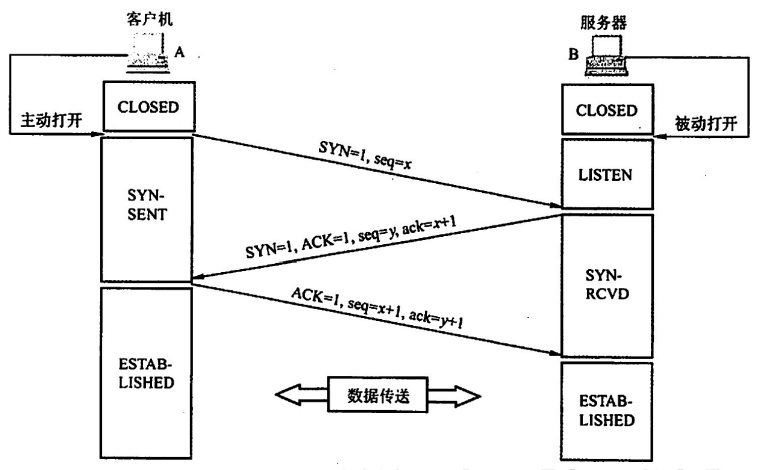 客户机
服务器
A
B
CLOSED
CLOSED
主动打开
被动打开
SYN=1, seq=x
LISTEN
SYN-
SENT
SYN=1, ACK=1, seq=y, ack=x+1
SYN-
RCVD
ACK=1, seq=x+1, ack=y+1
ESTAB-
LISHED
数据传送
ESTAB-
LISHED